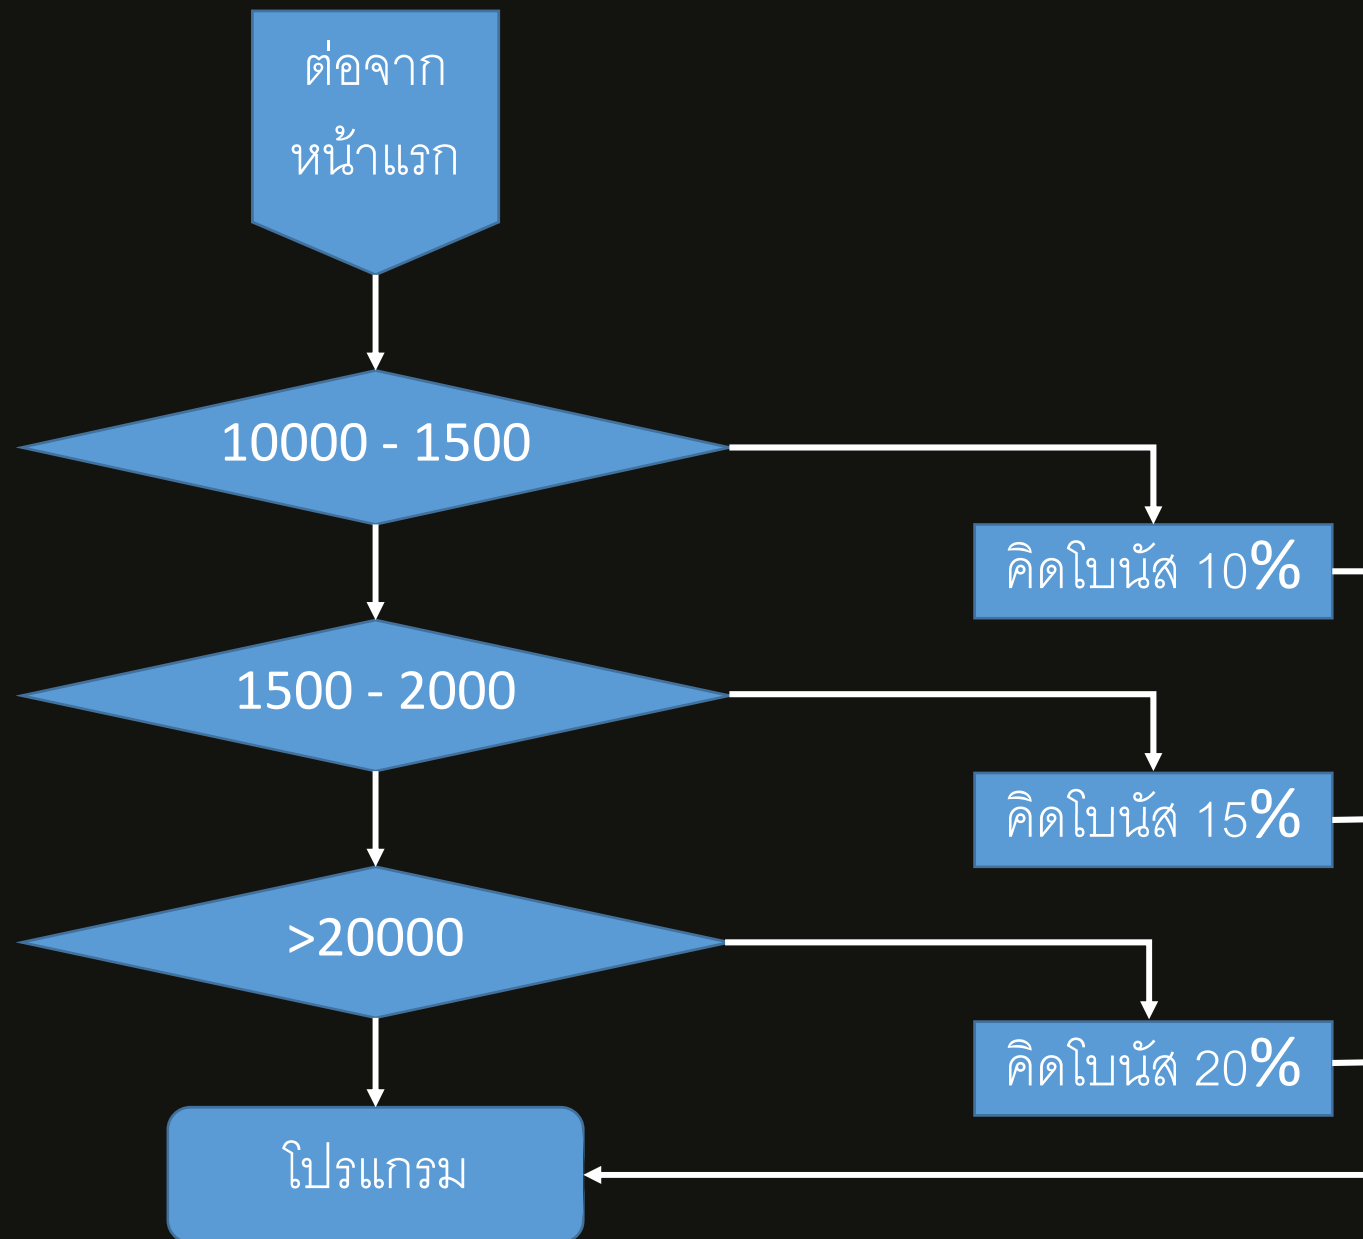 ต่อจาก
หน้าแรก
10000 - 1500
คิดโบนัส 10%
1500 - 2000
คิดโบนัส 15%
>20000
คิดโบนัส 20%
โปรแกรม